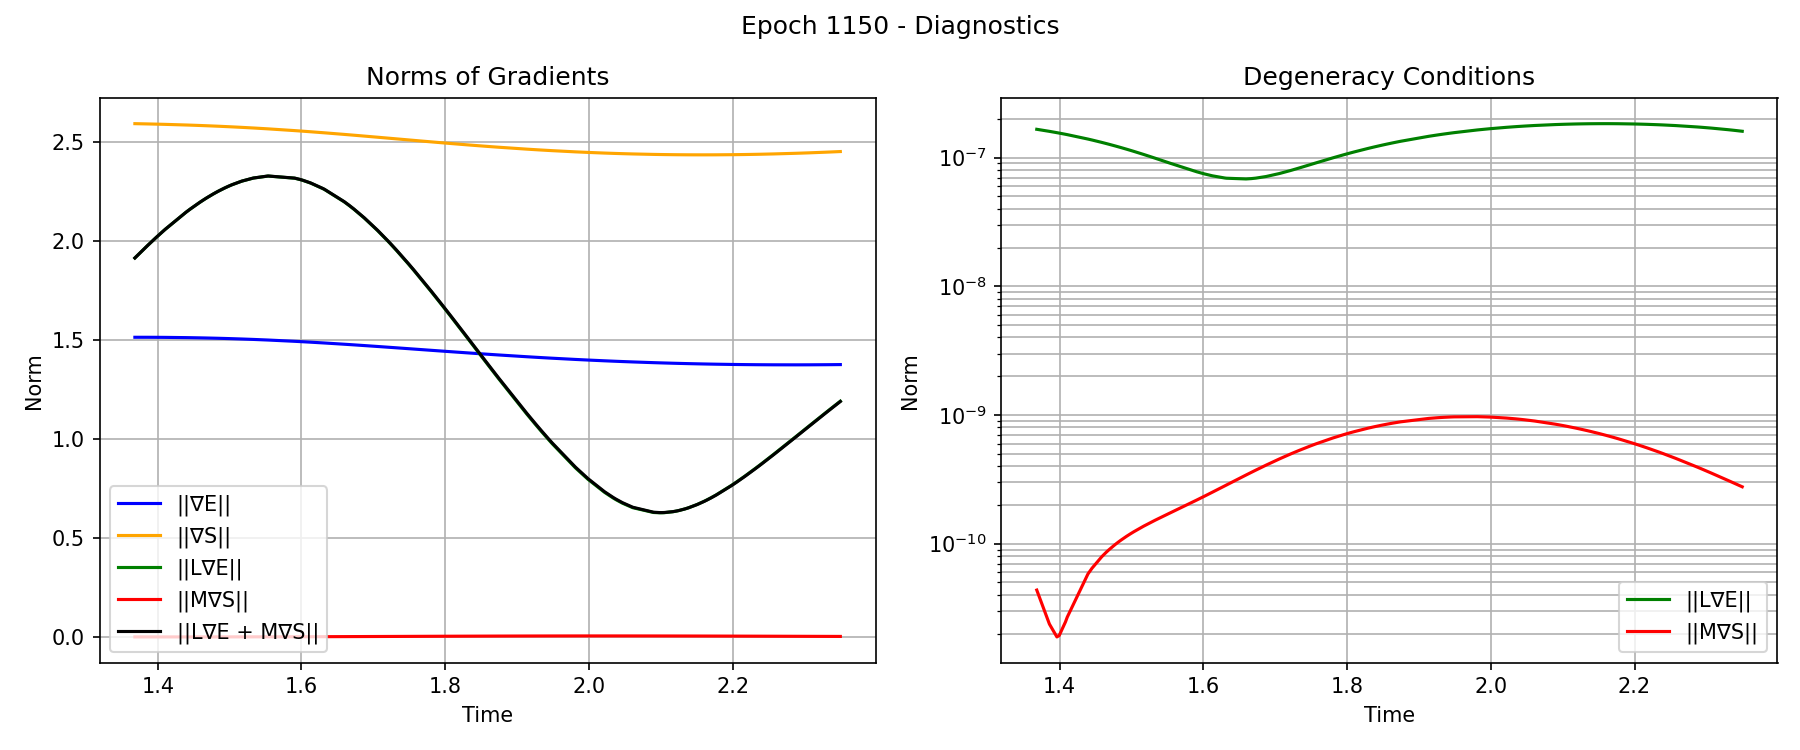 Epoch 1150 - Diagnostics
Norms of Gradients
Norm
2.5
2.0
1.5
1.0
0.5
0.0
||∇E||
||∇S||
||L∇E||
||M∇S||
||L∇E + M∇S||
1.4 1.6 1.8 2.0 2.2
Time
Degeneracy Conditions
Norm
10⁻⁷
10⁻⁸
10⁻⁹
10⁻¹⁰
||L∇E||
||M∇S||
1.4 1.6 1.8 2.0 2.2
Time